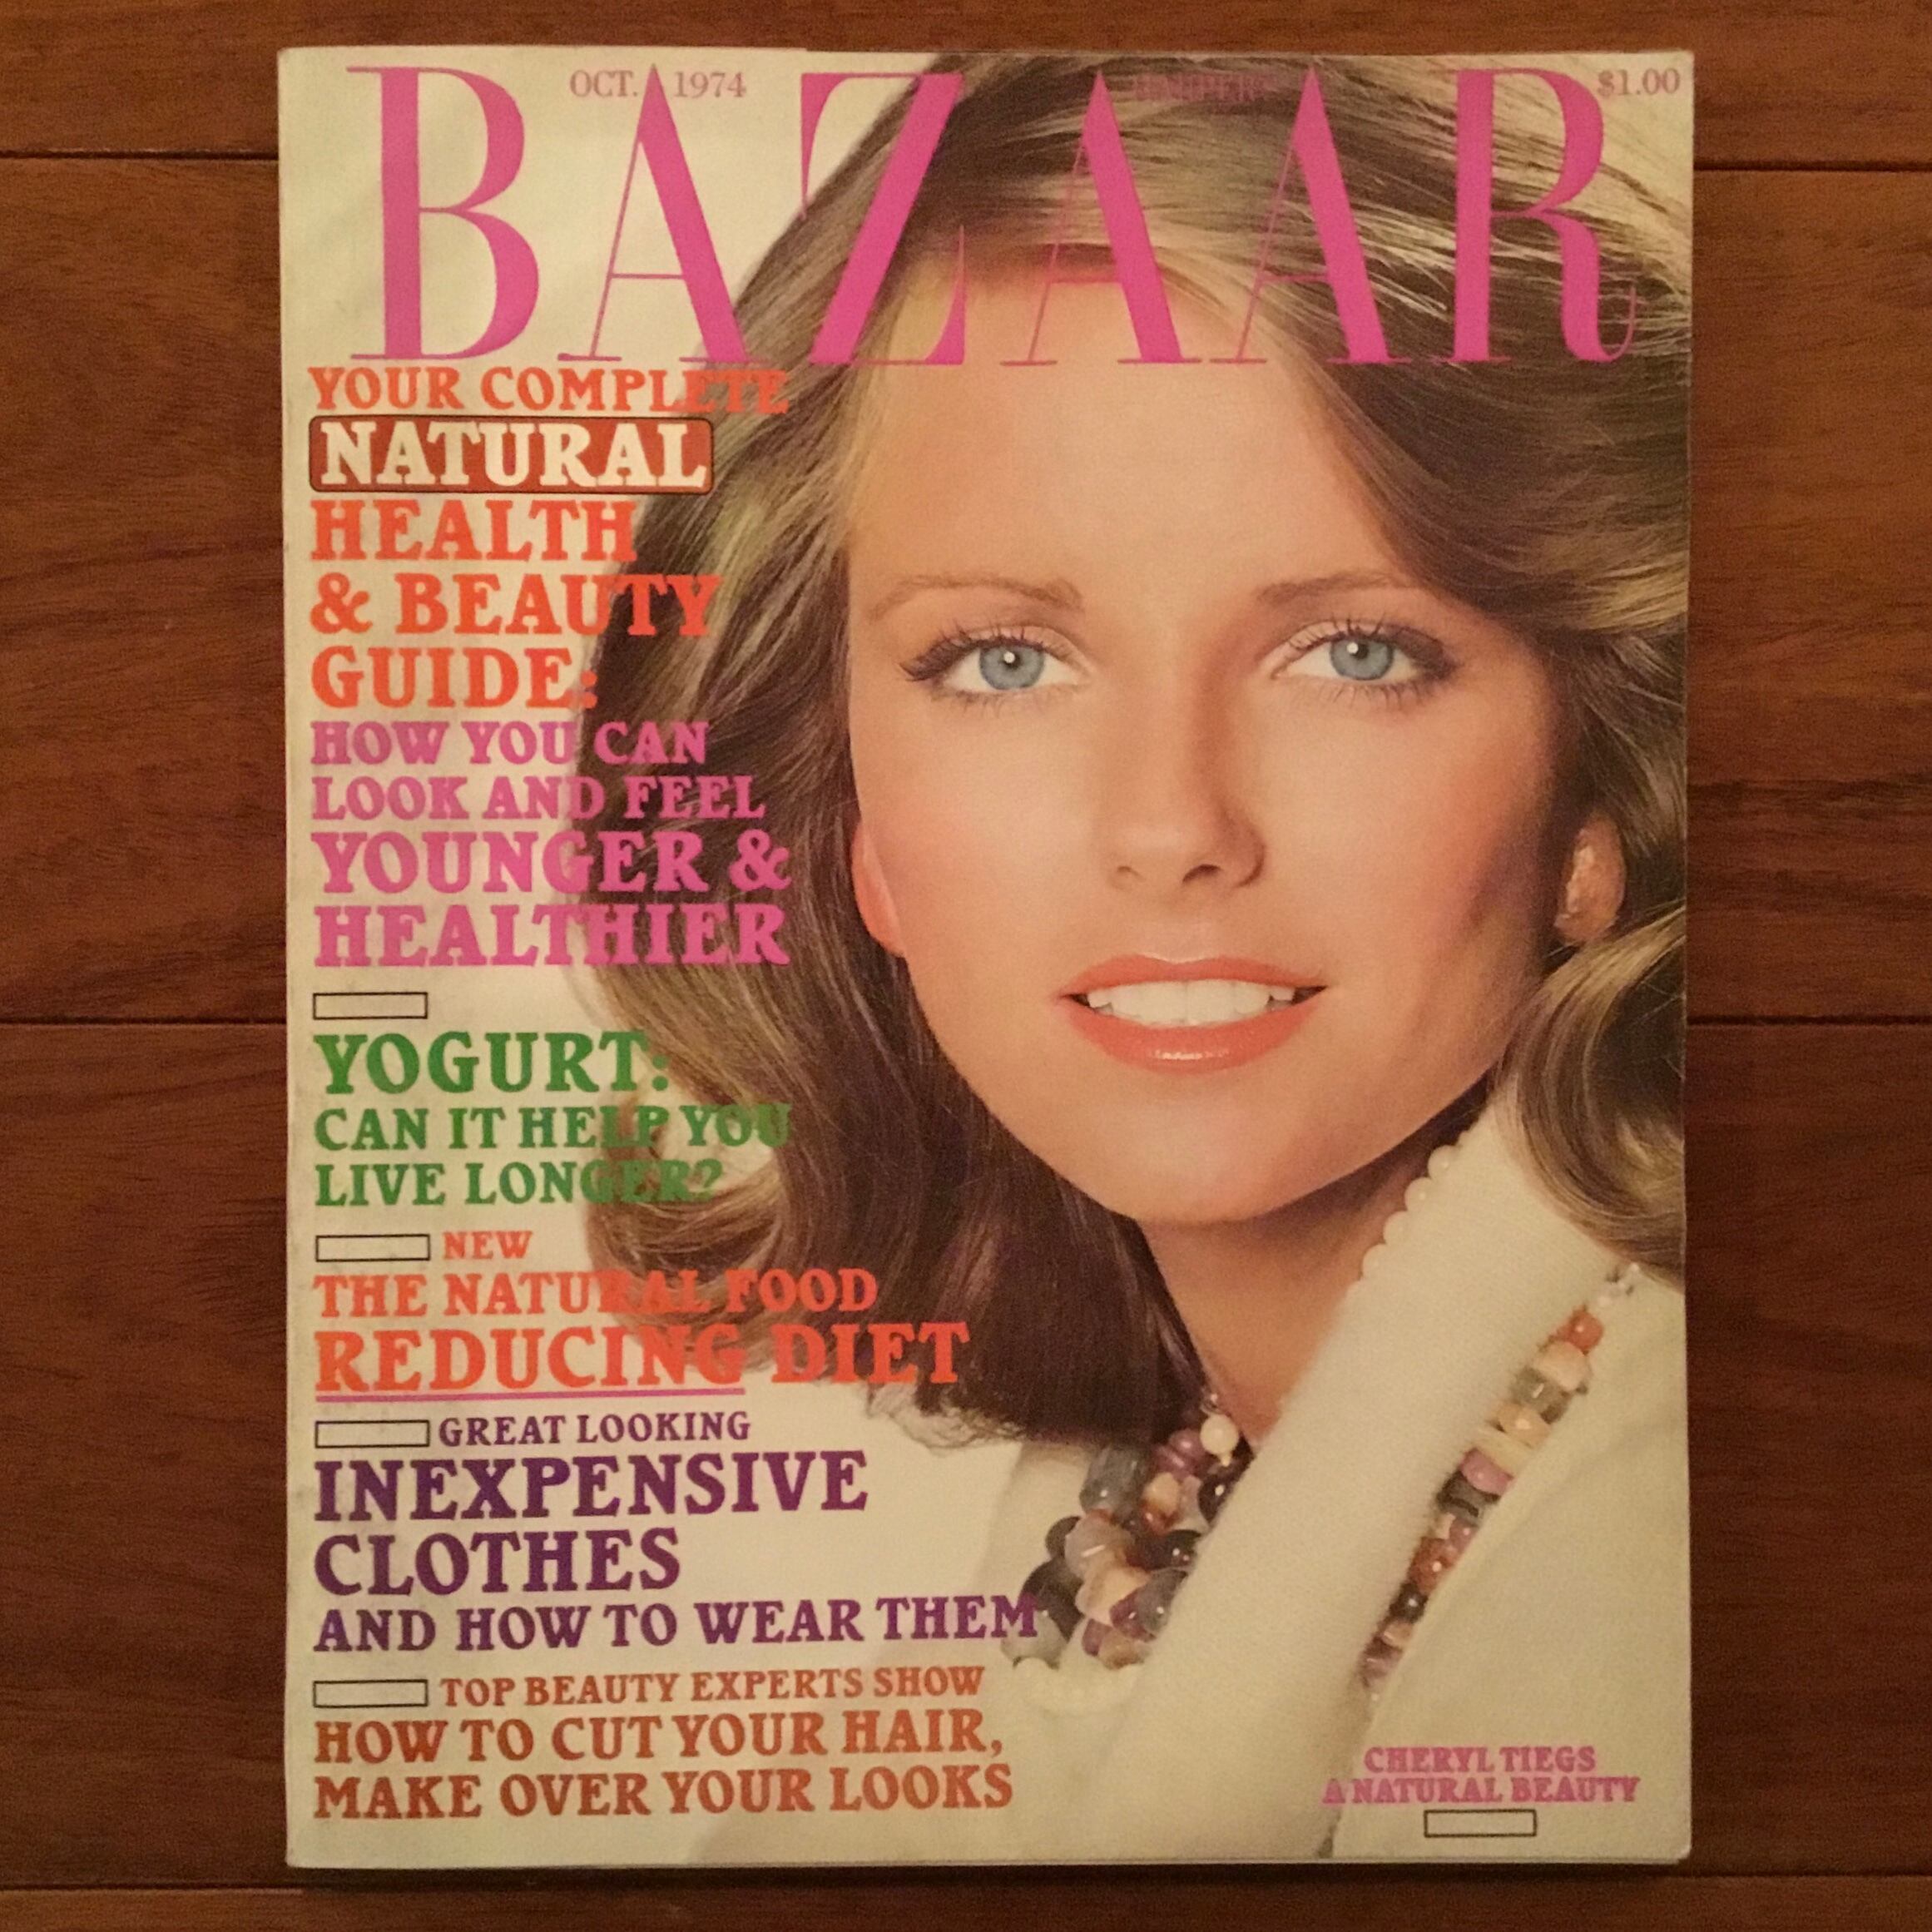 OCT. 1974
HARPER'S
$1.00
BAZAAR
YOUR COMPLETE
NATURAL
HEALTH
& BEAUTY
GUIDE:
HOW YOU CAN
LOOK AND FEEL
YOUNGER &
HEALTHIER
YOGURT:
CAN IT HELP YOU
LIVE LONGER?
NEW
THE NATURAL FOOD
REDUCING DIET
GREAT LOOKING
INEXPENSIVE
CLOTHES
AND HOW TO WEAR THEM
TOP BEAUTY EXPERTS SHOW
HOW TO CUT YOUR HAIR,
MAKE OVER YOUR LOOKS
CHERYL TIEGS
A NATURAL BEAUTY